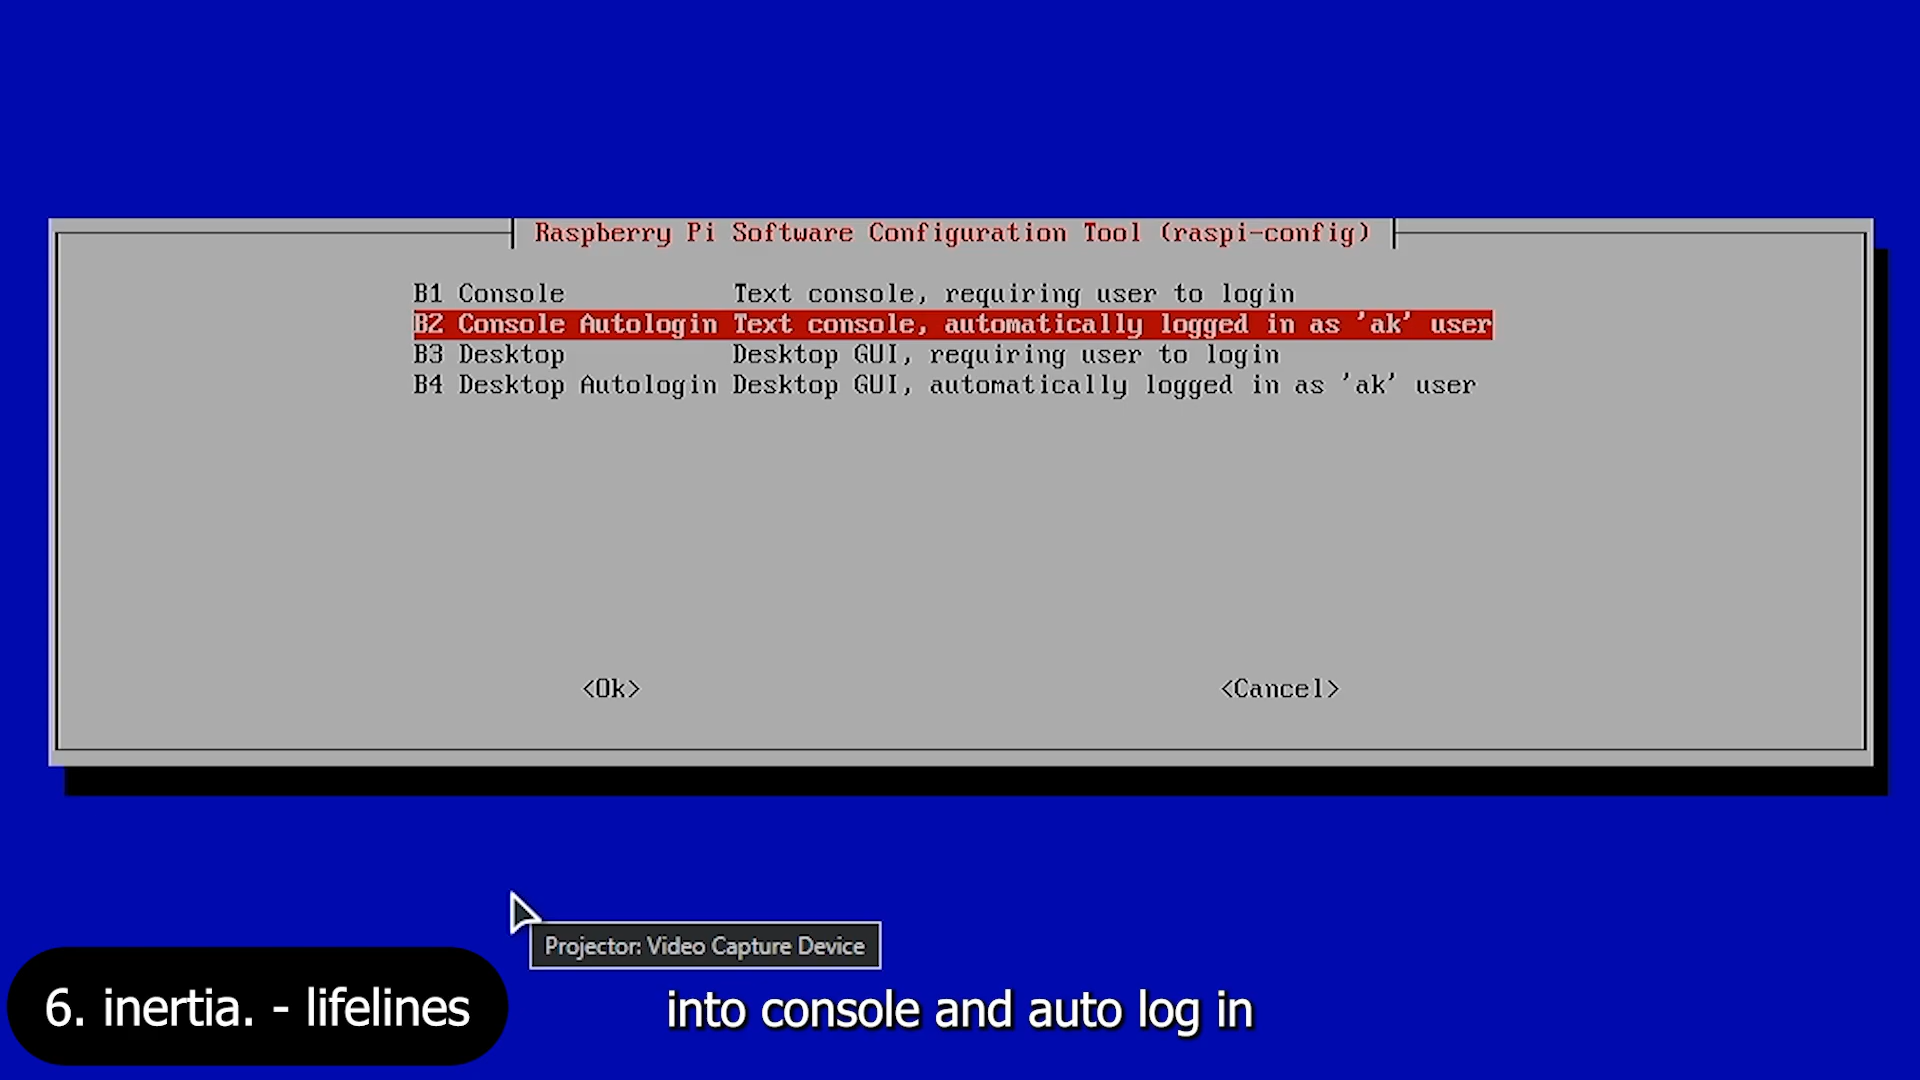 Raspberry Pi Software Configuration Tool (raspi-config)
B1 Console Text console, requiring user to login
B2 Console Autologin Text console, automatically logged in as 'ak' user
B3 Desktop Desktop GUI, requiring user to login
B4 Desktop Autologin Desktop GUI, automatically logged in as 'ak' user
<Ok> <Cancel>
Projector: Video Capture Device
6. inertia. - lifelines
into console and auto log in